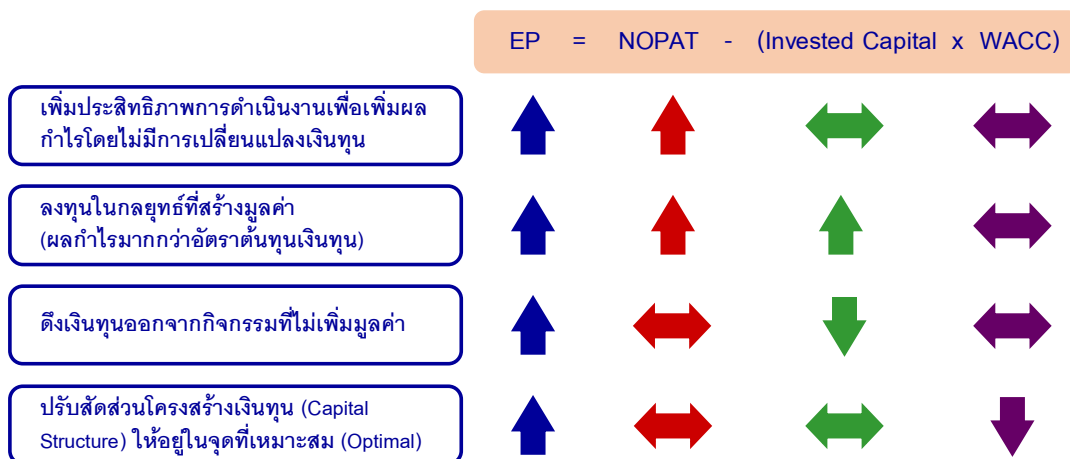 EP = NOPAT - (Invested Capital x WACC)
เพิ่มประสิทธิภาพการดำเนินงานเพื่อเพิ่มผล
กำไรโดยไม่มีการเปลี่ยนแปลงเงินทุน
ลงทุนในกลยุทธ์ที่สร้างมูลค่า
(ผลกำไรมากกว่าอัตราต้นทุนเงินทุน)
ดึงเงินทุนออกจากกิจกรรมที่ไม่เพิ่มมูลค่า
ปรับสัดส่วนโครงสร้างเงินทุน (Capital
Structure) ให้อยู่ในจุดที่เหมาะสม (Optimal)